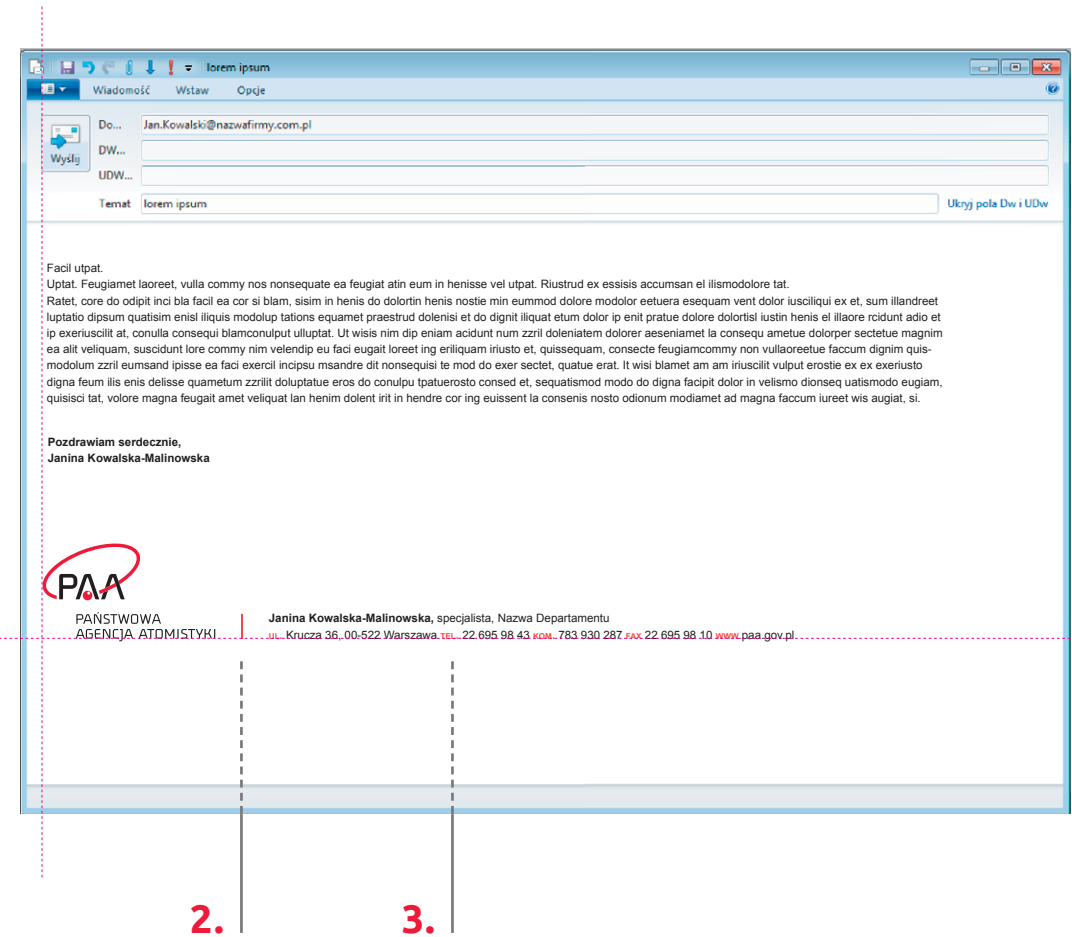 lorem ipsum
Wiadomość Wstaw Opcje
Wyślij
Do... Jan.Kowalski@nazwafirmy.com.pl
DW...
UDW...
Temat lorem ipsum Ukryj pola Dw i UDw
Facil utpat.
Uptat. Feugiamet laoreet, vulla commy nos nonsequate ea feugiat atin eum in henisse vel utpat. Riustrud ex essisis accumsan el ilismodolore tat.
Ratet, core do odipit inci bla facil ea cor si blam, sisim in henis do dolortin henis nostie min eummod dolore modolor eetuera esequam vent dolor iusciliqui ex et, sum illandreet
luptatio dipsum quatisim enisl iliquis modolup tations equamet praestrud dolenisi et do dignit iliquat etum dolor ip enit pratue dolore dolortisl iustin henis el illaore rcidunt adio et
ip exeriuscilit at, conulla consequi blamconulput ulluptat. Ut wisis nim dip eniam acidunt num zzril doleniatem dolorer aeseniamet la consequ ametue dolorper sectetue magnim
ea alit veliquam, suscidunt lore commy nim velendip eu faci eugait loreet ing eriliquam iriusto et, quissequam, consecte feugiamcommy non vullaoreetue faccum dignim quis-
modolum zzril eumsand ipisse ea faci exercil incipsu msandre dit nonsequisi te mod do exer sectet, quatue erat. It wisi blamet am am iriuscilit vulput erostie ex ex exeriusto
digna feum ilis enis delisse quametum zzrilit doluptatue eros do conulpu tpatuerosto consed et, sequatismod modo do digna facipit dolor in velismo dionseq uatismodo eugiam,
quisisci tat, volore magna feugait amet veliquat lan henim dolent irit in hendre cor ing euissent la consenis nosto odionum modiamet ad magna faccum iureet wis augiat, si.
Pozdrawiam serdecznie,
Janina Kowalska-Malinowska
PAA
PAŃSTWOWA
AGENCJA ATOMISTYKI
Janina Kowalska-Malinowska, specjalista, Nazwa Departamentu
UL. Krucza 36, 00-522 Warszawa TEL. 22 695 98 43 KOM. 783 930 287 FAX 22 695 98 10 WWW paa.gov.pl
2. 3.